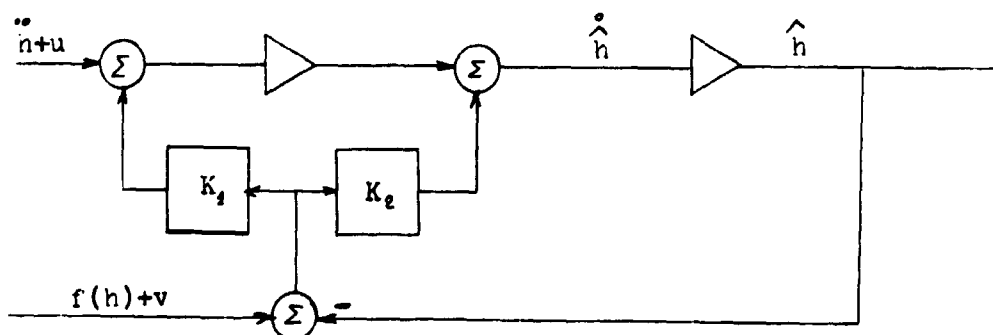 ḧ+u
Σ
Σ
ĥ̇
ĥ
K₁
K₂
f(h)+v
Σ
-